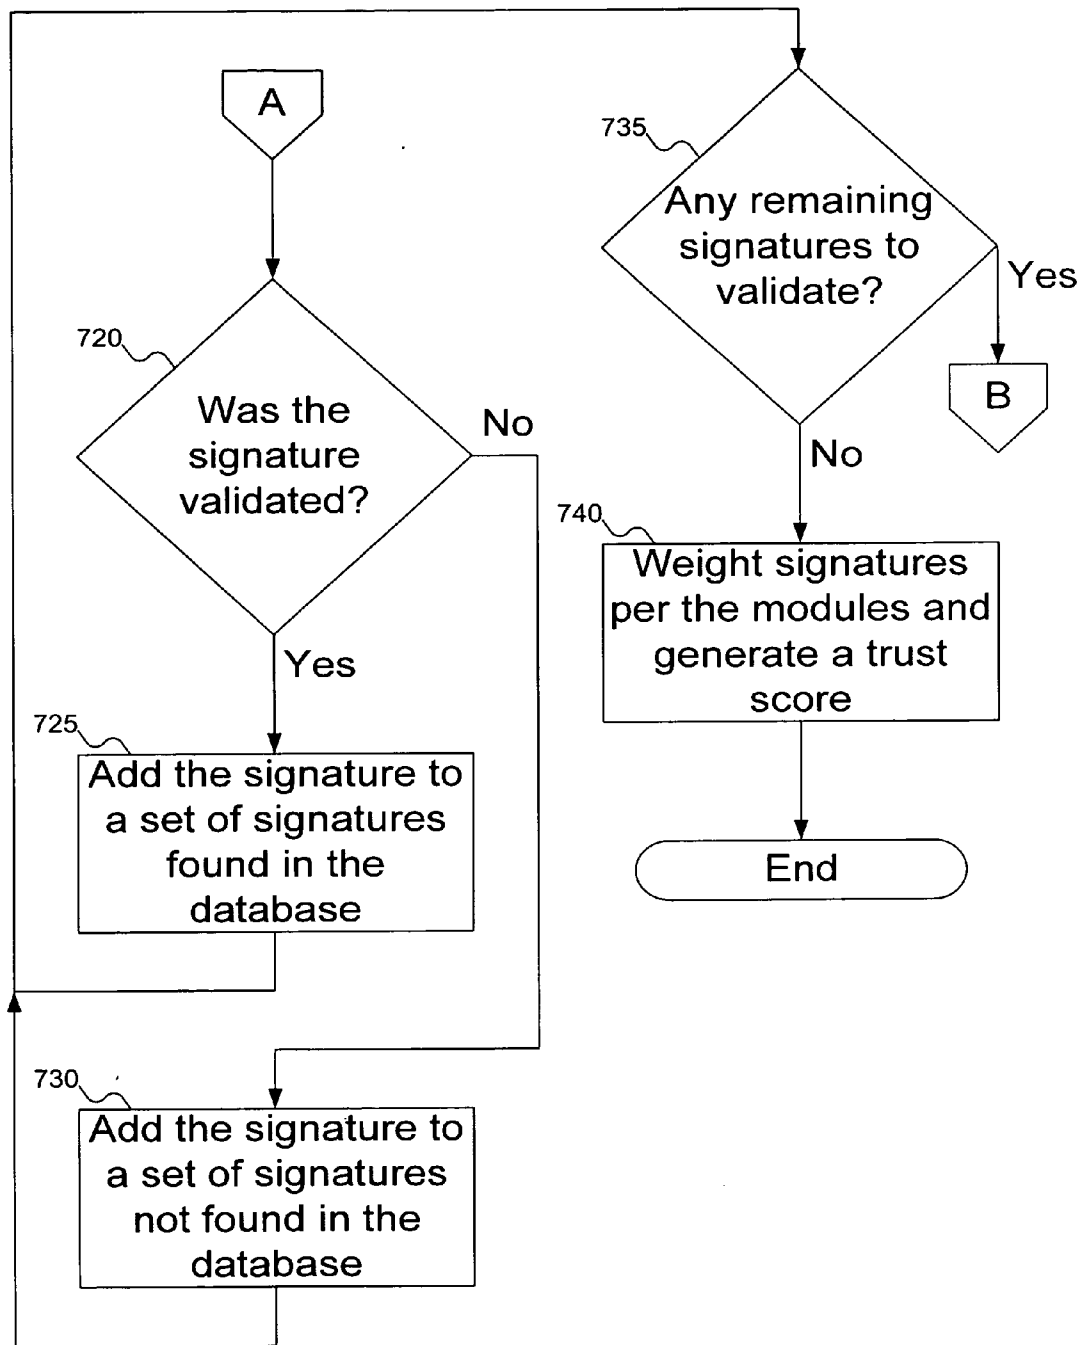 A
720
Was the
signature
validated?
No
Yes
725
Add the signature to
a set of signatures
found in the
database
730
Add the signature to
a set of signatures
not found in the
database
735
Any remaining
signatures to
validate?
Yes
B
No
740
Weight signatures
per the modules and
generate a trust
score
End